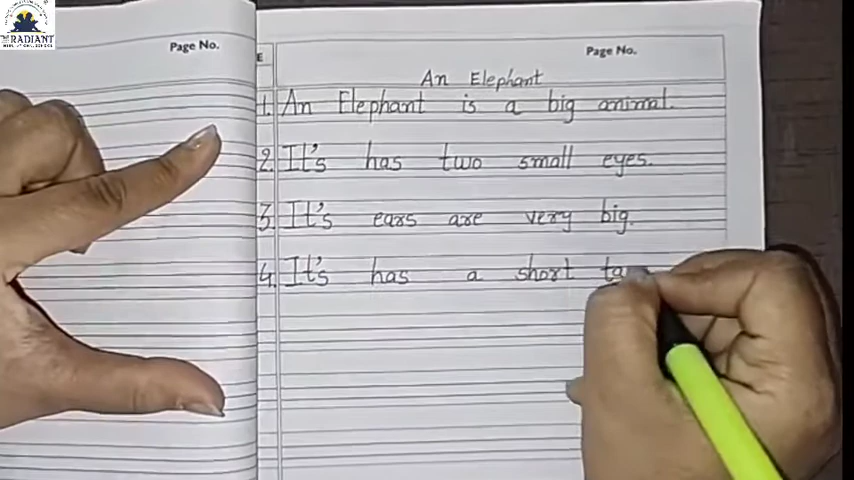 RADIANT
Page No.
E
Page No.
An Elephant
1. An Elephant is a big animal.
2. It's has two small eyes.
3. It's ears are very big.
4. It's has a short